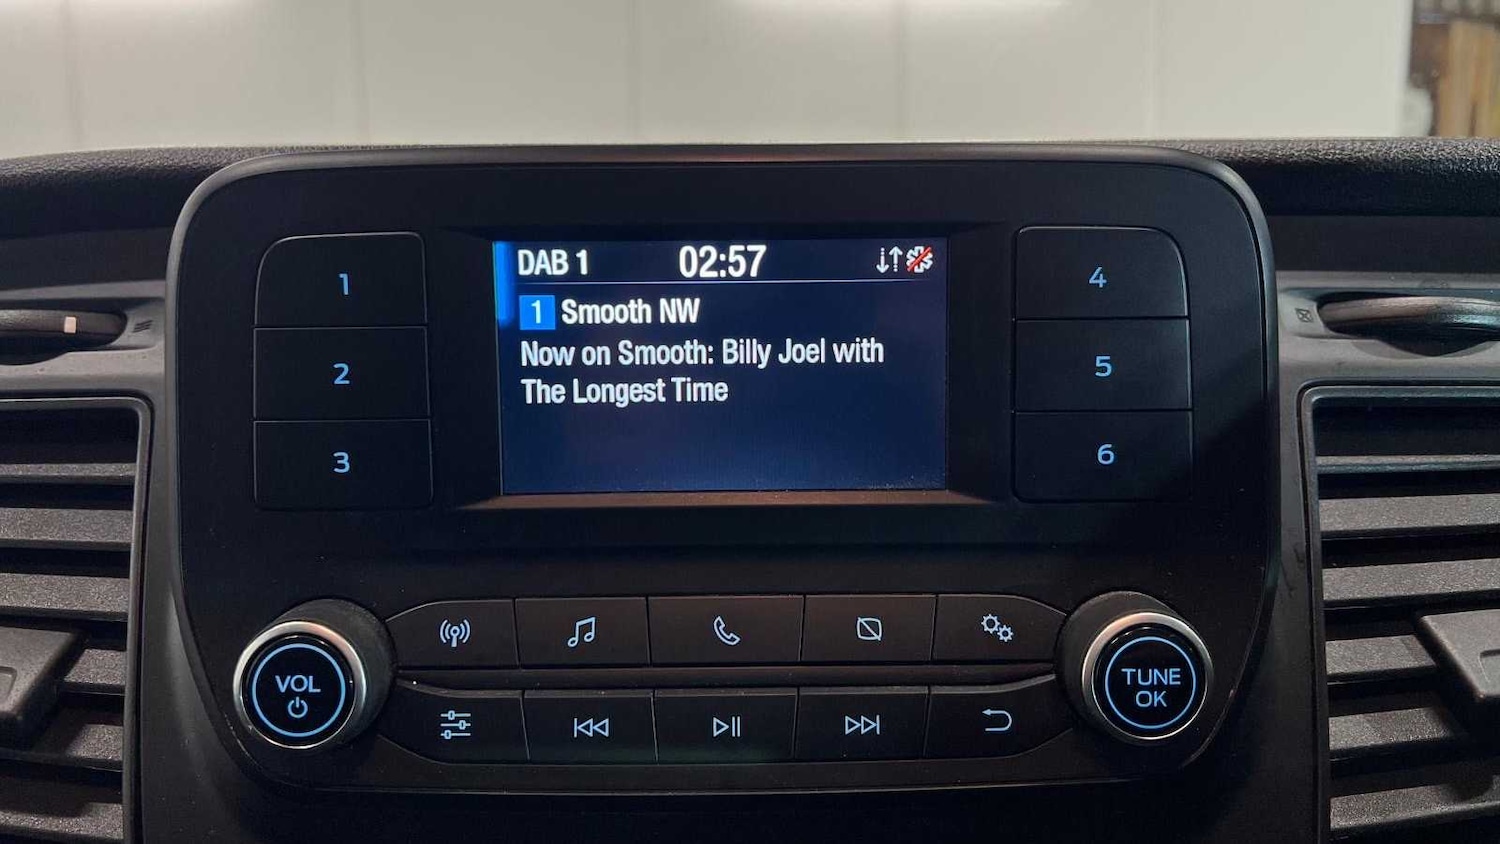 DAB 1 02:57
1 Smooth NW
Now on Smooth: Billy Joel with
The Longest Time
1
2
3
4
5
6
VOL
TUNE
OK